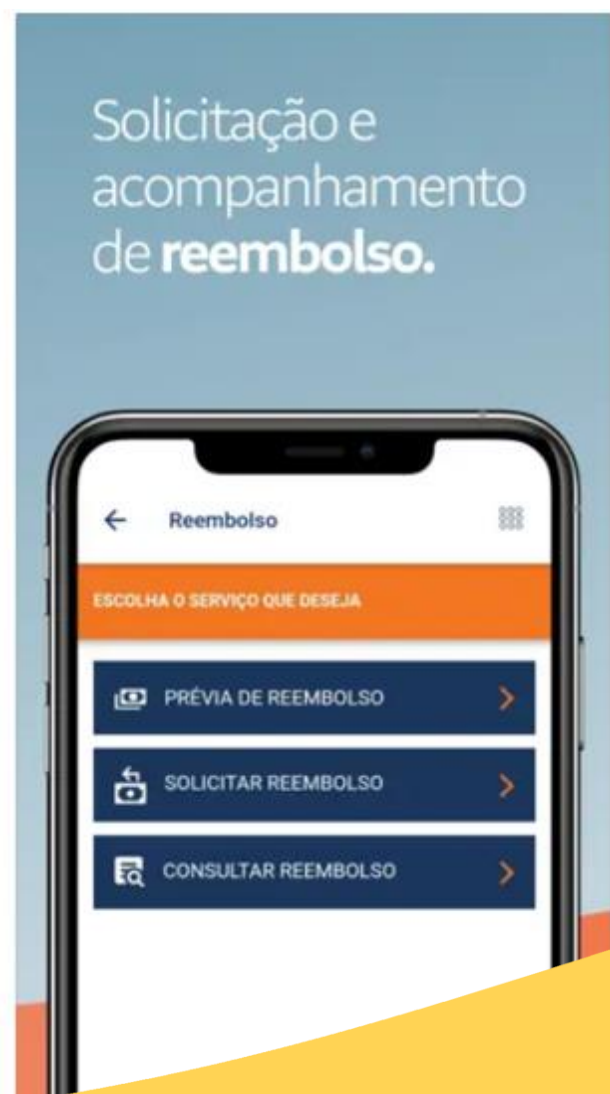 Solicitação e
acompanhamento
de reembolso.
Reembolso
ESCOLHA O SERVIÇO QUE DESEJA
PRÉVIA DE REEMBOLSO
SOLICITAR REEMBOLSO
CONSULTAR REEMBOLSO